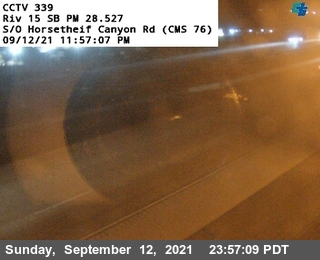 CCTV 339
Riv 15 SB PM 28.527
S/O Horsetheif Canyon Rd (CMS 76)
09/12/21 11:57:07 PM
Sunday, September 12, 2021 23:57:09 PDT